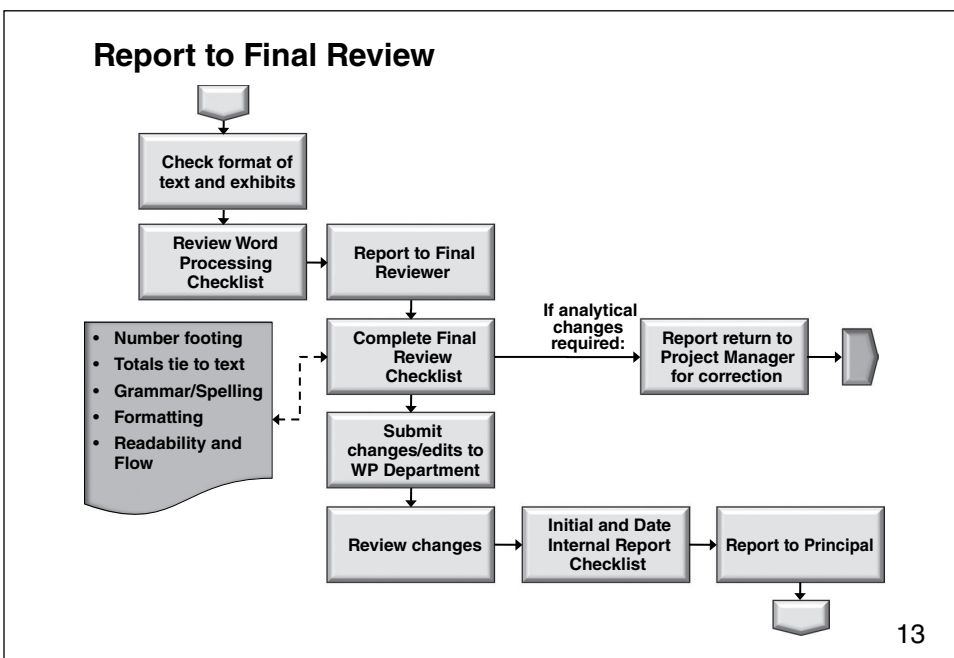 Report to Final Review
Check format of
text and exhibits
Review Word
Processing
Checklist
Report to Final
Reviewer
• Number footing
• Totals tie to text
• Grammar/Spelling
• Formatting
• Readability and
Flow
Complete Final
Review
Checklist
If analytical
changes
required:
Report return to
Project Manager
for correction
Submit
changes/edits to
WP Department
Review changes
Initial and Date
Internal Report
Checklist
Report to Principal
13